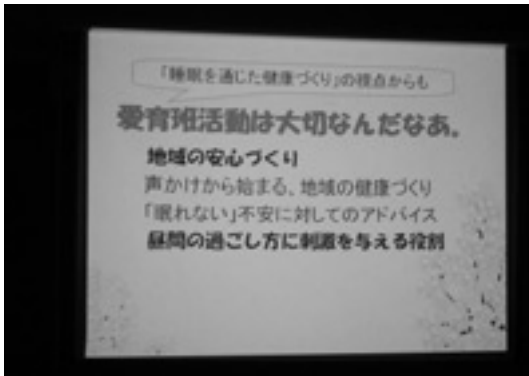 「睡眠を通じた健康づくり」の視点からも
愛育班活動は大切なんだなあ。
地域の安心づくり
声かけから始まる、地域の健康づくり
「眠れない」不安に対してのアドバイス
昼間の過ごし方に刺激を与える役割